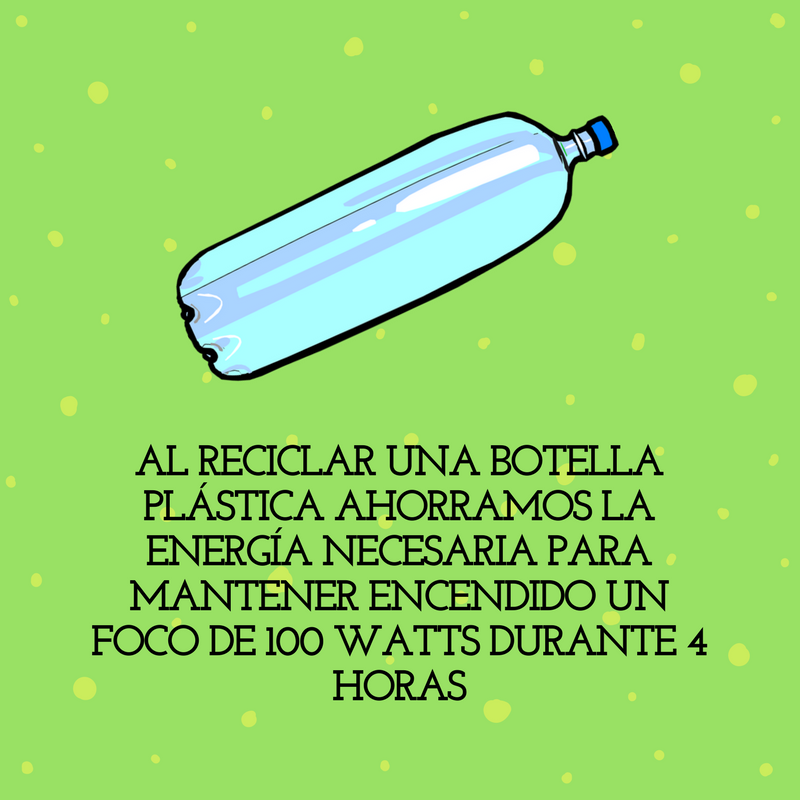 AL RECICLAR UNA BOTELLA
PLÁSTICA AHORRAMOS LA
ENERGÍA NECESARIA PARA
MANTENER ENCENDIDO UN
FOCO DE 100 WATTS DURANTE 4
HORAS